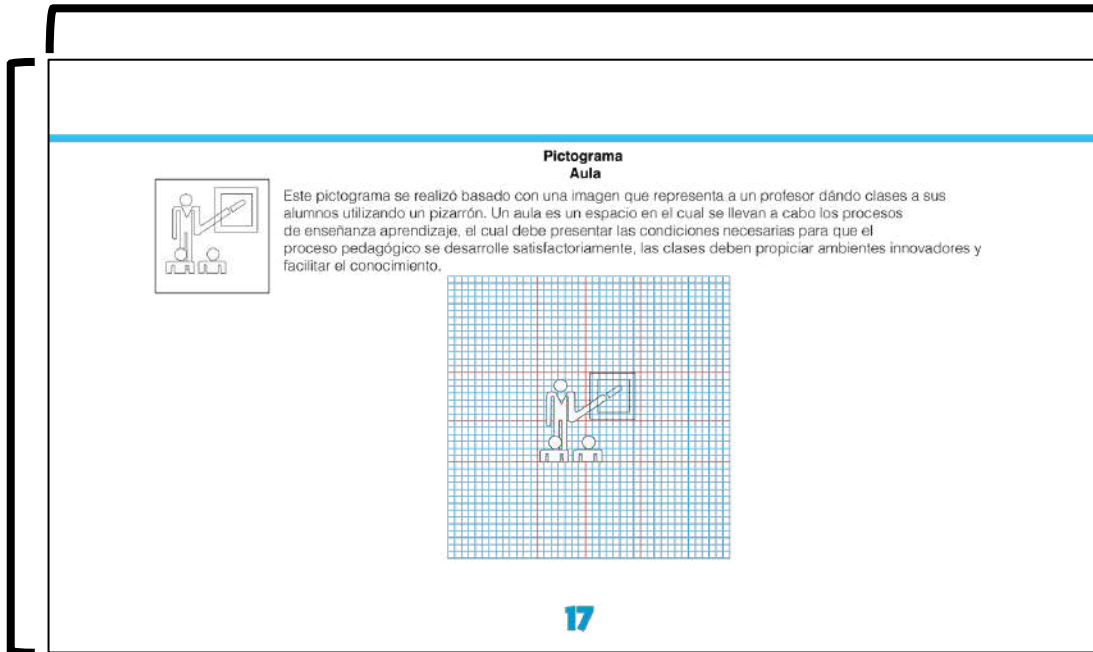 Pictograma
Aula
Este pictograma se realizó basado con una imagen que representa a un profesor dándo clases a sus
alumnos utilizando un pizarrón. Un aula es un espacio en el cual se llevan a cabo los procesos
de enseñanza aprendizaje, el cual debe presentar las condiciones necesarias para que el
proceso pedagógico se desarrolle satisfactoriamente, las clases deben propiciar ambientes innovadores y
facilitar el conocimiento.
17